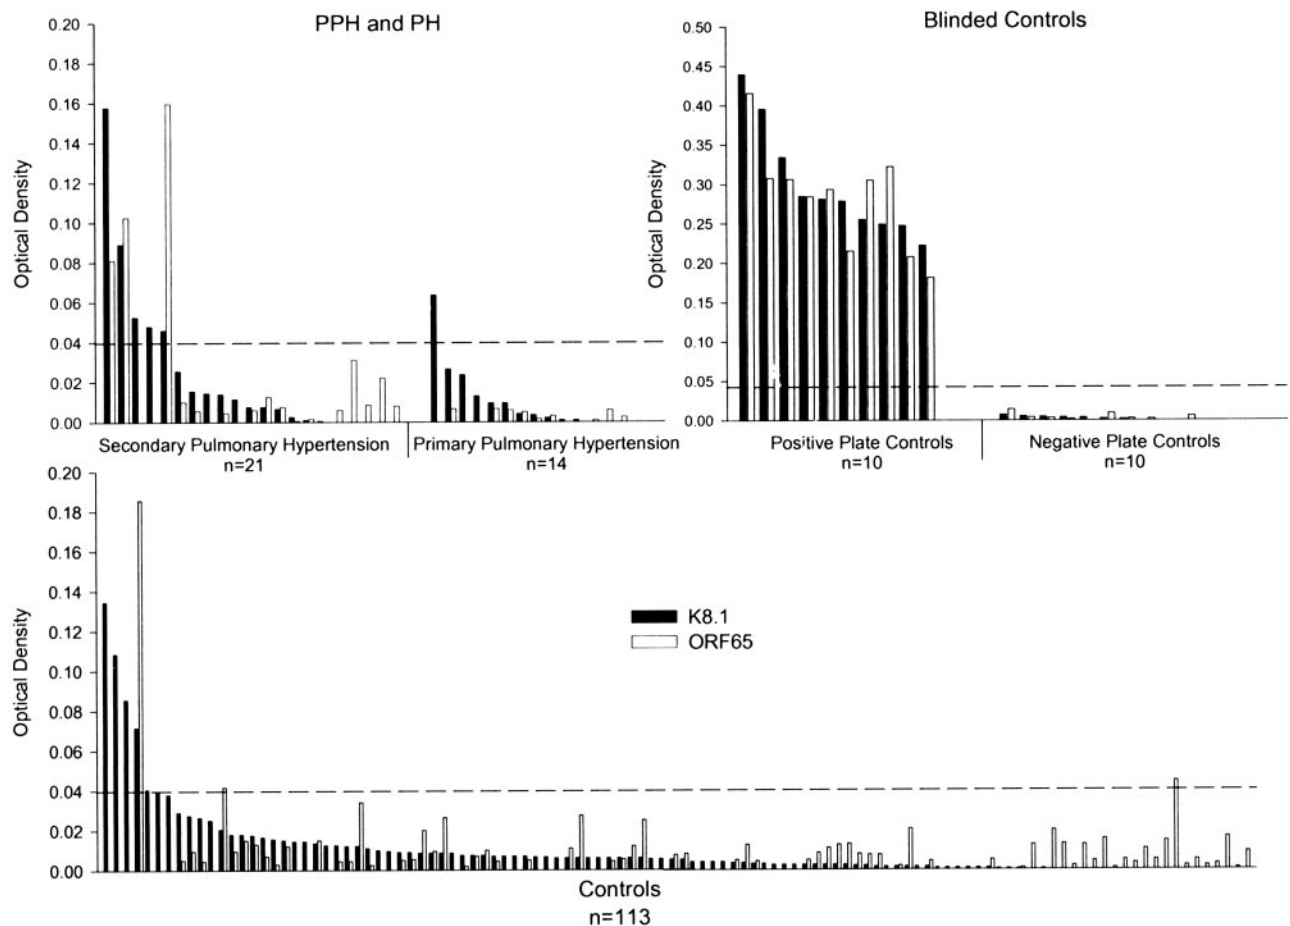 PPH and PH
0.20
0.18
0.16
0.14
0.12
0.10
0.08
0.06
0.04
0.02
0.00
Optical Density
Secondary Pulmonary Hypertension
n=21
Primary Pulmonary Hypertension
n=14
Blinded Controls
0.50
0.45
0.40
0.35
0.30
0.25
0.20
0.15
0.10
0.05
0.00
Optical Density
Positive Plate Controls
n=10
Negative Plate Controls
n=10
0.20
0.18
0.16
0.14
0.12
0.10
0.08
0.06
0.04
0.02
0.00
Optical Density
K8.1
ORF65
Controls
n=113